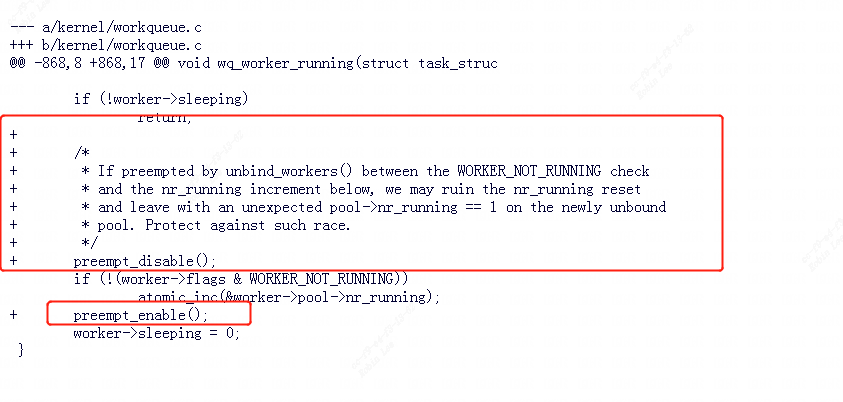 --- a/kernel/workqueue.c
+++ b/kernel/workqueue.c
@@ -868,8 +868,17 @@ void wq_worker_running(struct task_struc
if (!worker->sleeping)
return;
+
+ /*
+ * If preempted by unbind_workers() between the WORKER_NOT_RUNNING check
+ * and the nr_running increment below, we may ruin the nr_running reset
+ * and leave with an unexpected pool->nr_running == 1 on the newly unbound
+ * pool. Protect against such race.
+ */
+ preempt_disable();
if (!(worker->flags & WORKER_NOT_RUNNING))
atomic_inc(&worker->pool->nr_running);
+ preempt_enable();
worker->sleeping = 0;
}